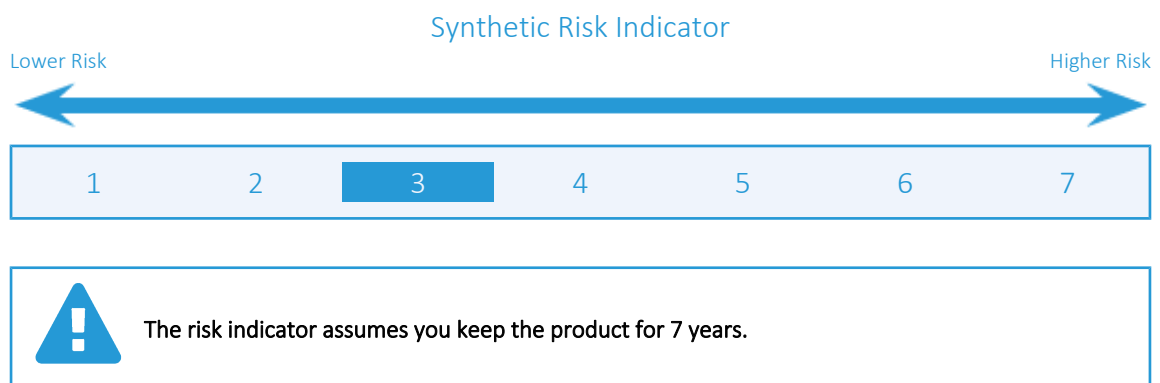 Synthetic Risk Indicator
Lower Risk Higher Risk
1 2 3 4 5 6 7
The risk indicator assumes you keep the product for 7 years.